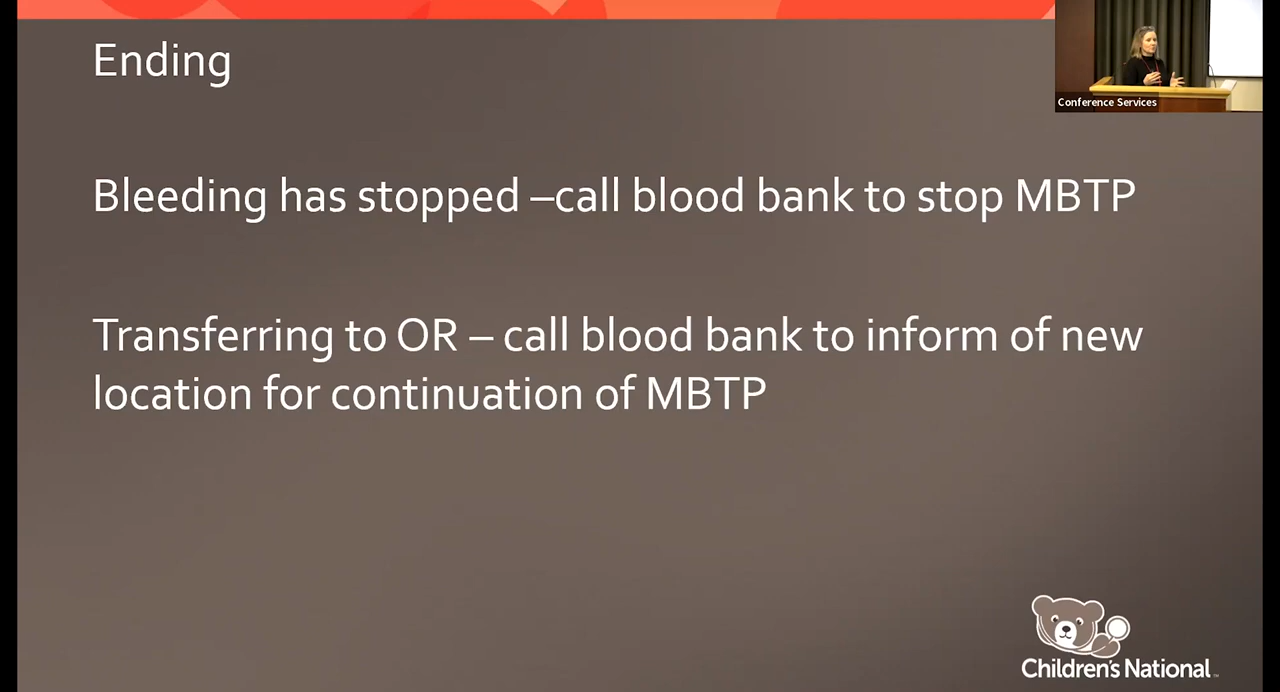 Ending
Conference Services
Bleeding has stopped –call blood bank to stop MBTP
Transferring to OR – call blood bank to inform of new
location for continuation of MBTP
Children's National